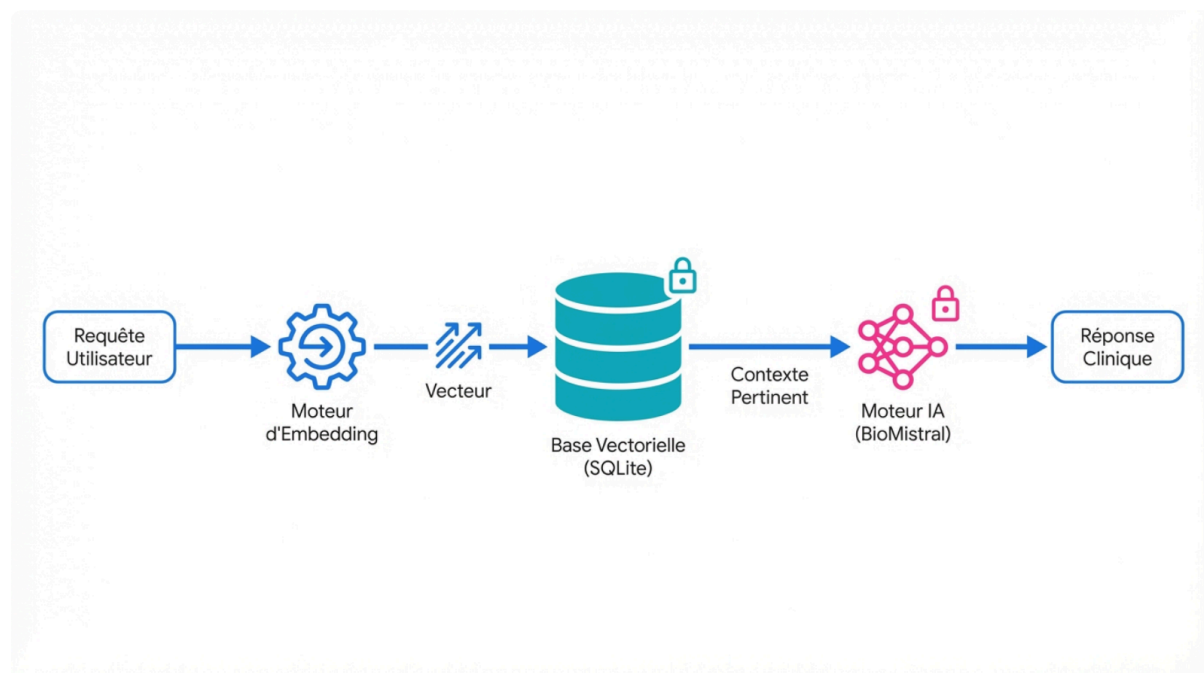 Requête
Utilisateur
Moteur
d'Embedding
Vecteur
Base Vectorielle
(SQLite)
Contexte
Pertinent
Moteur IA
(BioMistral)
Réponse
Clinique